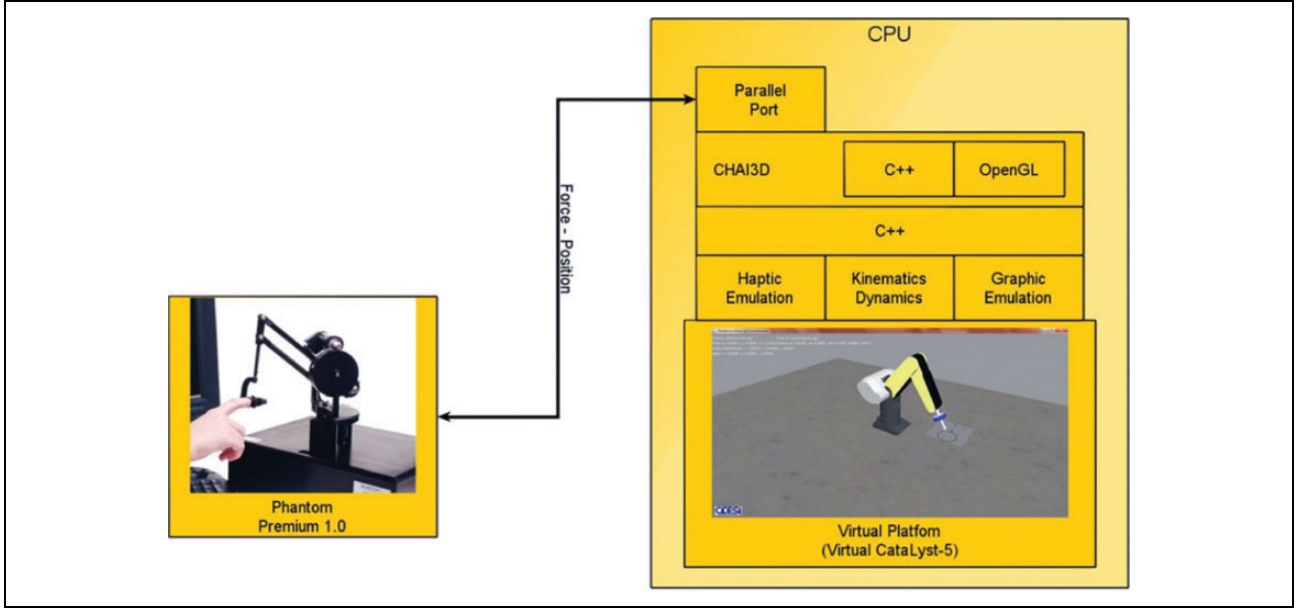 CPU
Parallel
Port
CHAI3D
C++
OpenGL
C++
Haptic
Emulation
Kinematics
Dynamics
Graphic
Emulation
Force - Position
Phantom
Premium 1.0
Virtual Platfom
(Virtual CataLyst-5)